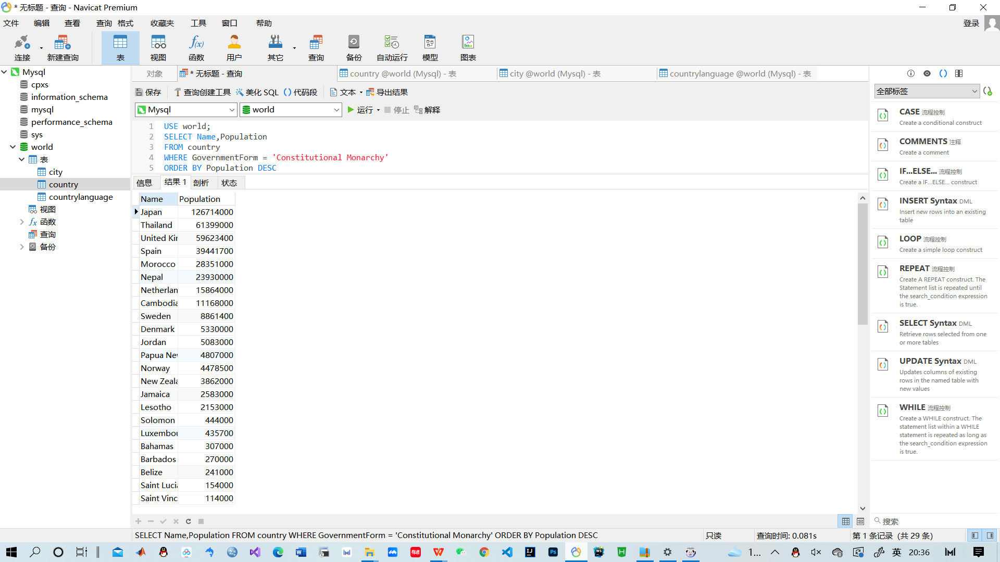 * 无标题 - 查询 - Navicat Premium
文件 编辑 查看 查询 格式 收藏夹 工具 窗口 帮助 登录
连接 新建查询 表 视图 函数 用户 其它 查询 备份 自动运行 模型 图表
Mysql
cpxs
information_schema
mysql
performance_schema
sys
world
表
city
country
countrylanguage
视图
函数
查询
备份
对象 * 无标题 - 查询 country @world (Mysql) - 表 city @world (Mysql) - 表 countrylanguage @world (Mysql) - 表
保存 查询创建工具 美化 SQL 代码段 文本 导出结果
Mysql world 运行 停止 解释
1 USE world;
2 SELECT Name,Population
3 FROM country
4 WHERE GovernmentForm = 'Constitutional Monarchy'
5 ORDER BY Population DESC
信息 结果 1 剖析 状态
Name Population
Japan 126714000
Thailand 61399000
United Kin 59623400
Spain 39441700
Morocco 28351000
Nepal 23930000
Netherlan 15864000
Cambodia 11168000
Sweden 8861400
Denmark 5330000
Jordan 5083000
Papua New 4807000
Norway 4478500
New Zeala 3862000
Jamaica 2583000
Lesotho 2153000
Solomon 444000
Luxembou 435700
Bahamas 307000
Barbados 270000
Belize 241000
Saint Luci 154000
Saint Vinc 114000
全部标签
CASE 流程控制
Create a conditional construct
COMMENTS 注释
Create a comment
IF...ELSE... 流程控制
Create a IF...ELSE... construct
INSERT Syntax DML
Insert new rows into an existing
table
LOOP 流程控制
Create a simple loop construct
REPEAT 流程控制
Create A REPEAT construct. The
Statement list is repeated until
the search_condition expression
is true.
SELECT Syntax DML
Retrieve rows selected from one
or more tables
UPDATE Syntax DML
Updates columns of existing
rows in the named table with
new values
WHILE 流程控制
Create a WHILE construct. The
statement list within a WHILE
statement is repeated as long as
the search_condition expression
is true.
搜索
SELECT Name,Population FROM country WHERE GovernmentForm = 'Constitutional Monarchy' ORDER BY Population DESC 只读 查询时间: 0.081s 第 1 条记录 (共 29 条)
1... 英 20:36